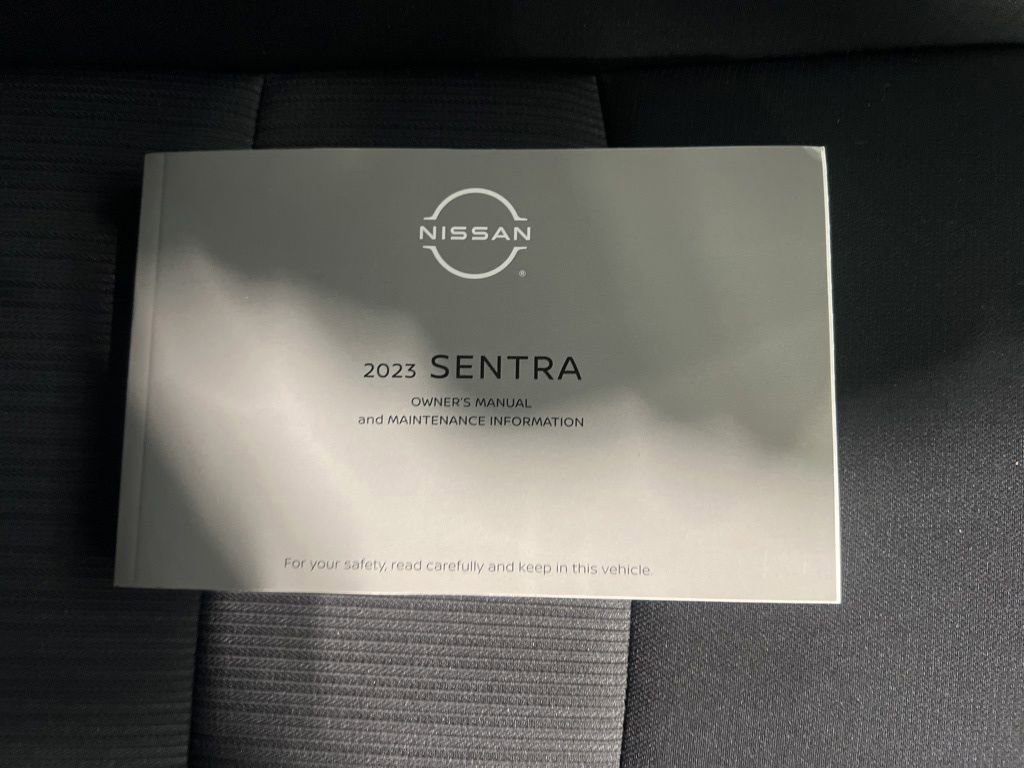 NISSAN
®
2023 SENTRA
OWNER'S MANUAL
and MAINTENANCE INFORMATION
For your safety, read carefully and keep in this vehicle.